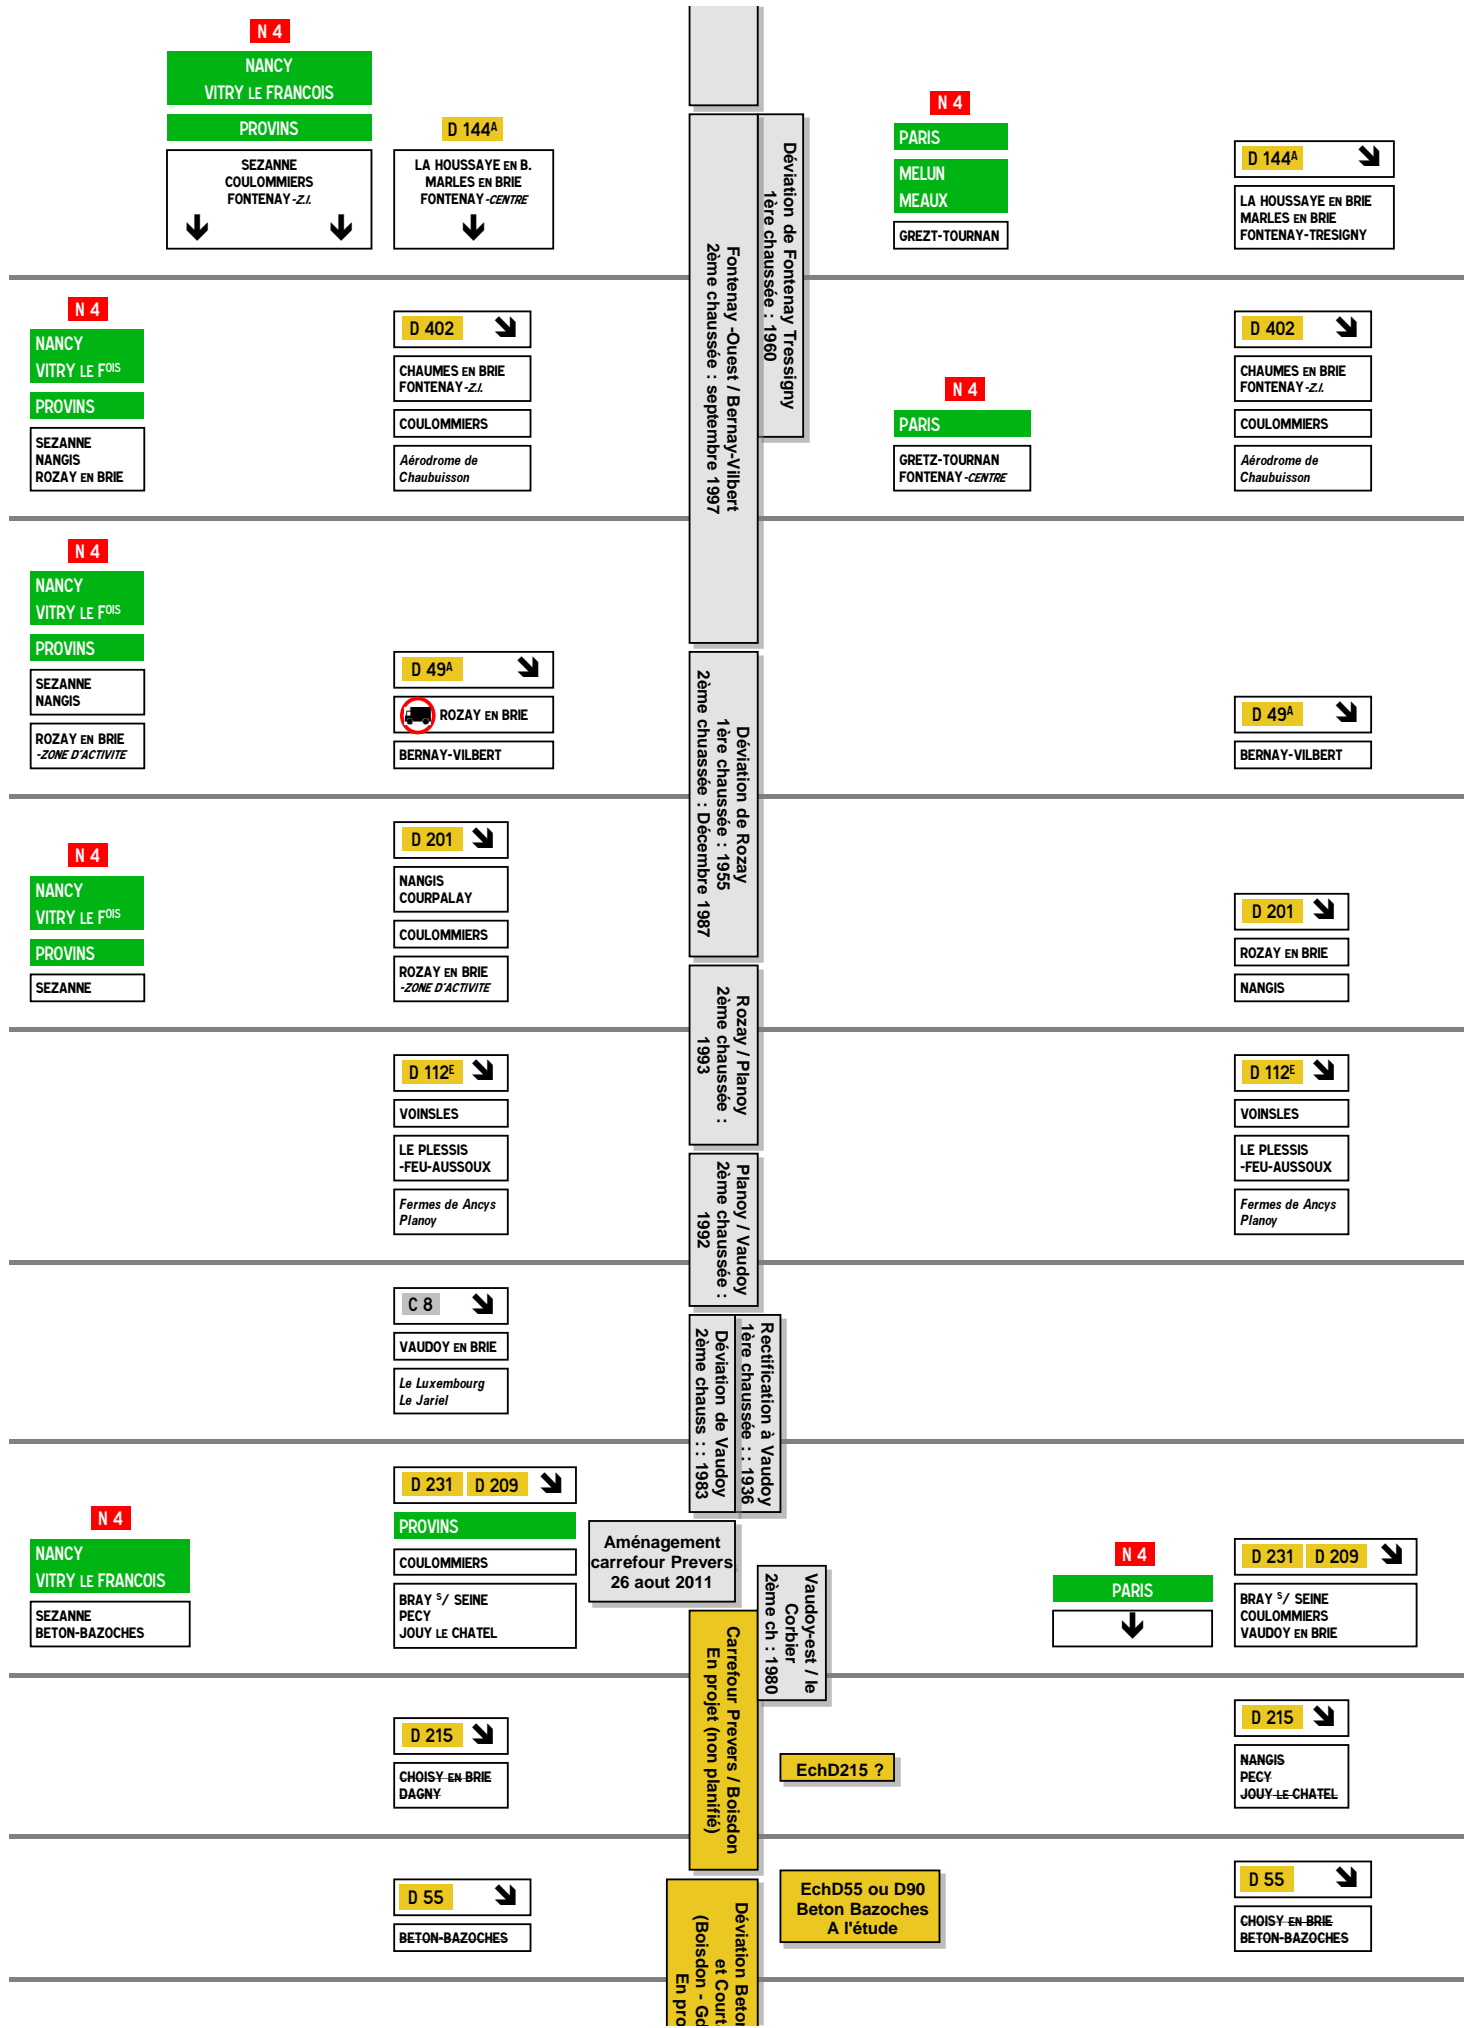 N 4
NANCY
VITRY LE FRANCOIS
PROVINS
SEZANNE
COULOMMIERS
FONTENAY -Z.I.
D 144A
LA HOUSSAYE EN B.
MARLES EN BRIE
FONTENAY -CENTRE
Déviation de Fontenay Tressigny
1ère chaussée : 1960
Fontenay -Ouest / Bernay-Vilbert
2ème chaussée : septembre 1997
N 4
PARIS
MELUN
MEAUX
GREZT-TOURNAN
D 144A
LA HOUSSAYE EN BRIE
MARLES EN BRIE
FONTENAY-TRESIGNY
N 4
NANCY
VITRY LE FOIS
PROVINS
SEZANNE
NANGIS
ROZAY EN BRIE
D 402
CHAUMES EN BRIE
FONTENAY -Z.I.
COULOMMIERS
Aérodrome de
Chaubuisson
N 4
PARIS
GRETZ-TOURNAN
FONTENAY -CENTRE
D 402
CHAUMES EN BRIE
FONTENAY -Z.I.
COULOMMIERS
Aérodrome de
Chaubuisson
N 4
NANCY
VITRY LE FOIS
PROVINS
SEZANNE
NANGIS
ROZAY EN BRIE
-ZONE D'ACTIVITE
D 49A
ROZAY EN BRIE
BERNAY-VILBERT
Déviation de Rozay
1ère chaussée : 1955
2ème chuassée : Décembre 1987
D 49A
BERNAY-VILBERT
N 4
NANCY
VITRY LE FOIS
PROVINS
SEZANNE
D 201
NANGIS
COURPALAY
COULOMMIERS
ROZAY EN BRIE
-ZONE D'ACTIVITE
D 201
ROZAY EN BRIE
NANGIS
Rozay / Planoy
2ème chaussée :
1993
D 112E
VOINSLES
LE PLESSIS
-FEU-AUSSOUX
Fermes de Ancys
Planoy
D 112E
VOINSLES
LE PLESSIS
-FEU-AUSSOUX
Fermes de Ancys
Planoy
Planoy / Vaudoy
2ème chaussée :
1992
C 8
VAUDOY EN BRIE
Le Luxembourg
Le Jariel
Rectification à Vaudoy
1ère chaussée : : 1936
Déviation de Vaudoy
2ème chauss : : 1983
N 4
NANCY
VITRY LE FRANCOIS
SEZANNE
BETON-BAZOCHES
D 231 D 209
PROVINS
COULOMMIERS
BRAY S/ SEINE
PECY
JOUY LE CHATEL
Aménagement
carrefour Prevers
26 aout 2011
Vaudoy-est / le
Corbier
2ème ch : 1980
N 4
PARIS
D 231 D 209
BRAY S/ SEINE
COULOMMIERS
VAUDOY EN BRIE
Carrefour Prevers / Boisdon
En projet (non planifié)
D 215
CHOISY EN BRIE
DAGNY
EchD215 ?
D 215
NANGIS
PECY
JOUY LE CHATEL
D 55
BETON-BAZOCHES
EchD55 ou D90
Beton Bazoches
A l'étude
D 55
CHOISY EN BRIE
BETON-BAZOCHES
Déviation Beton
et Court
(Boisdon - Gd
En pro